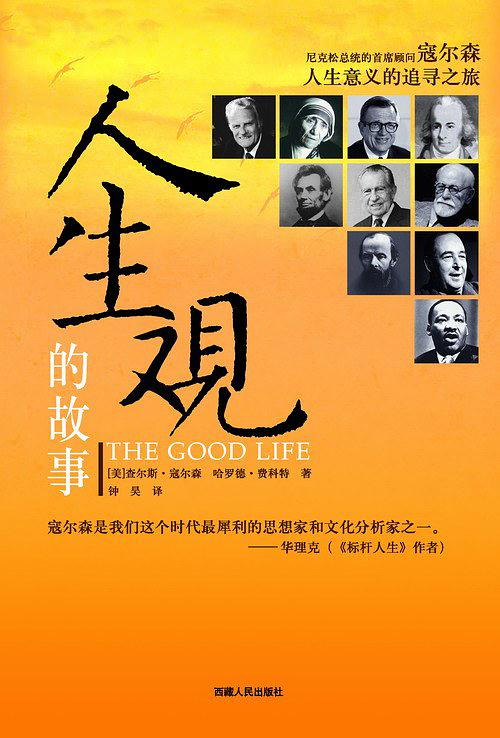 尼克松总统的首席顾问寇尔森
人生意义的追寻之旅
人生观
的故事
THE GOOD LIFE
[美]查尔斯·寇尔森 哈罗德·费科特 著
钟昊 译
寇尔森是我们这个时代最犀利的思想家和文化分析家之一。
——华理克(《标杆人生》作者)
西藏人民出版社